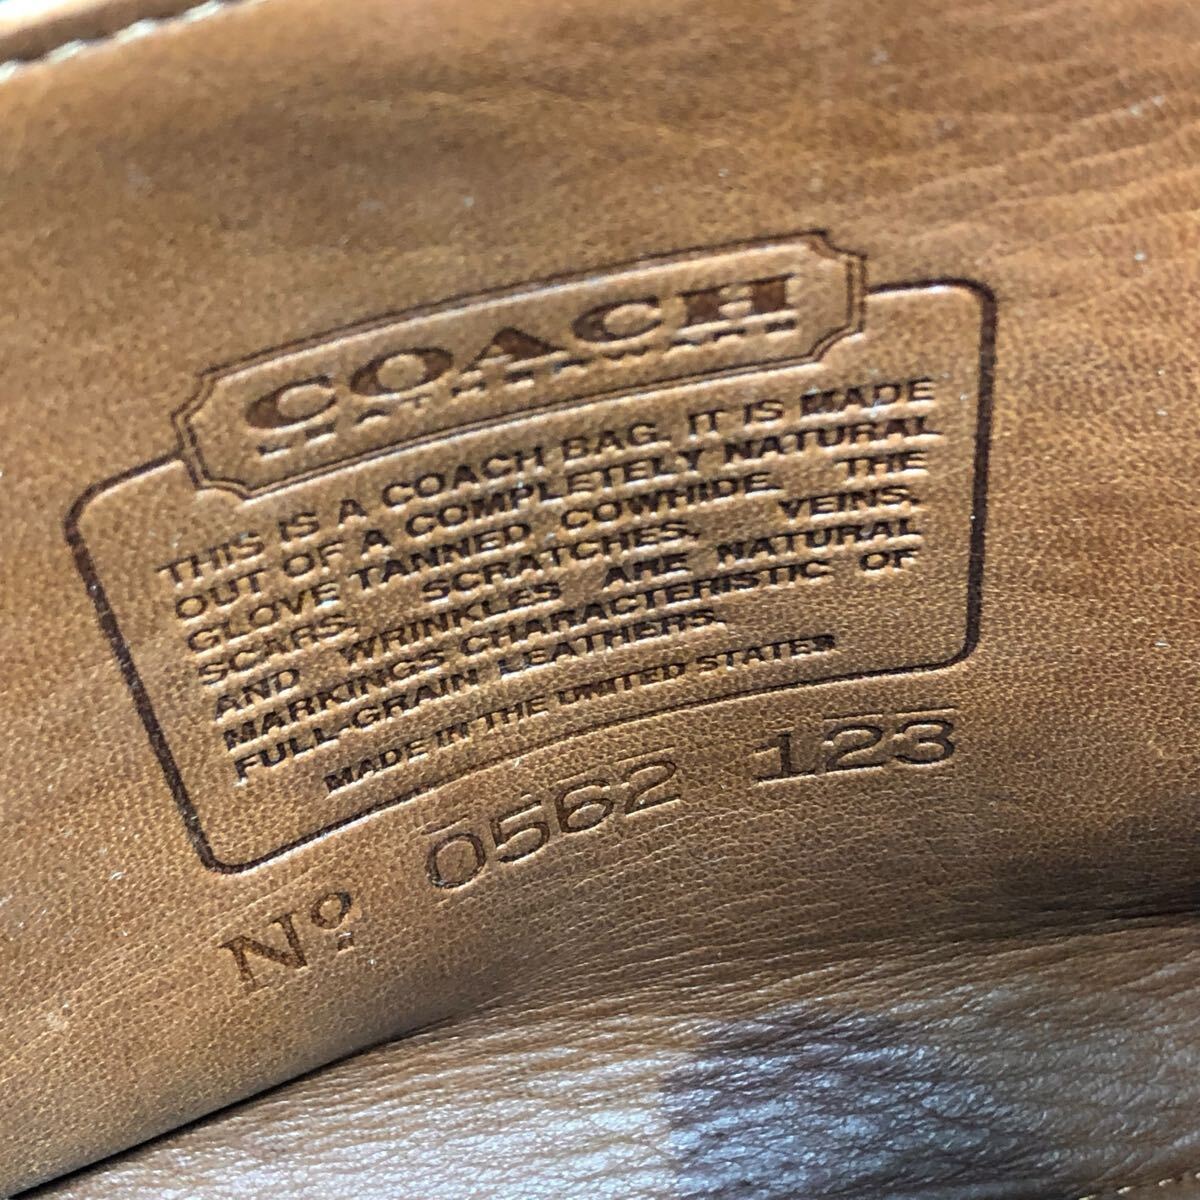 COACH
LEATHERWARE
THIS IS A COACH BAG. IT IS MADE
OUT OF A COMPLETELY NATURAL
GLOVE TANNED COWHIDE. THE
SCARS, SCRATCHES, VEINS,
AND WRINKLES ARE NATURAL
MARKINGS CHARACTERISTIC OF
FULL-GRAIN LEATHERS.
MADE IN THE UNITED STATES
Nº 0562 123